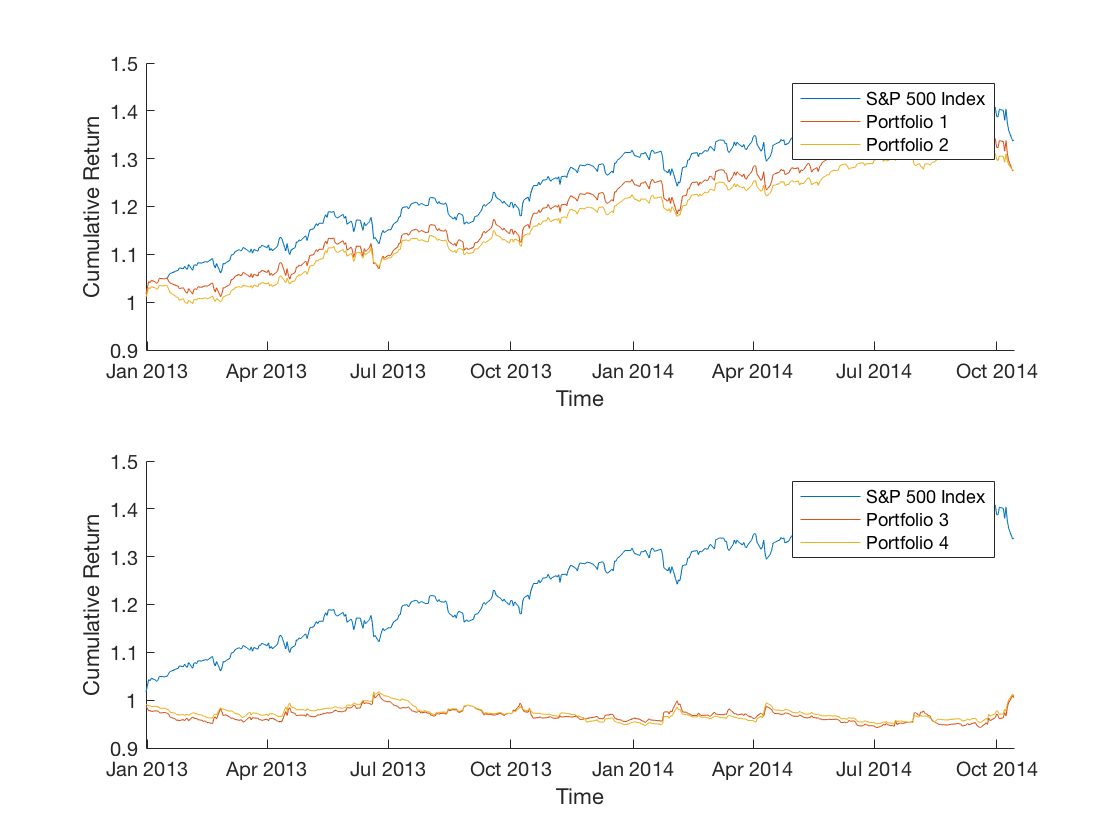 1.5
1.4
1.3
1.2
1.1
1
0.9
Cumulative Return
S&P 500 Index
Portfolio 1
Portfolio 2
Jan 2013 Apr 2013 Jul 2013 Oct 2013 Jan 2014 Apr 2014 Jul 2014 Oct 2014
Time
1.5
1.4
1.3
1.2
1.1
1
0.9
Cumulative Return
S&P 500 Index
Portfolio 3
Portfolio 4
Jan 2013 Apr 2013 Jul 2013 Oct 2013 Jan 2014 Apr 2014 Jul 2014 Oct 2014
Time